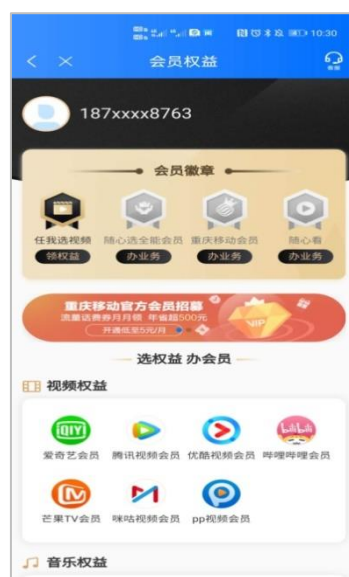 10:30
会员权益
客服
187xxxx8763
会员徽章
任我选视频 随心选全能会员 重庆移动会员 随心看
领权益 办业务 办业务 办业务
重庆移动官方会员招募
流量话费券月月领 年省超500元
开通低至5元/月
VIP
选权益 办会员
视频权益
QIY bilibili
爱奇艺会员 腾讯视频会员 优酷视频会员 哔哩哔哩会员
芒果TV会员 咪咕视频会员 pp视频会员
音乐权益